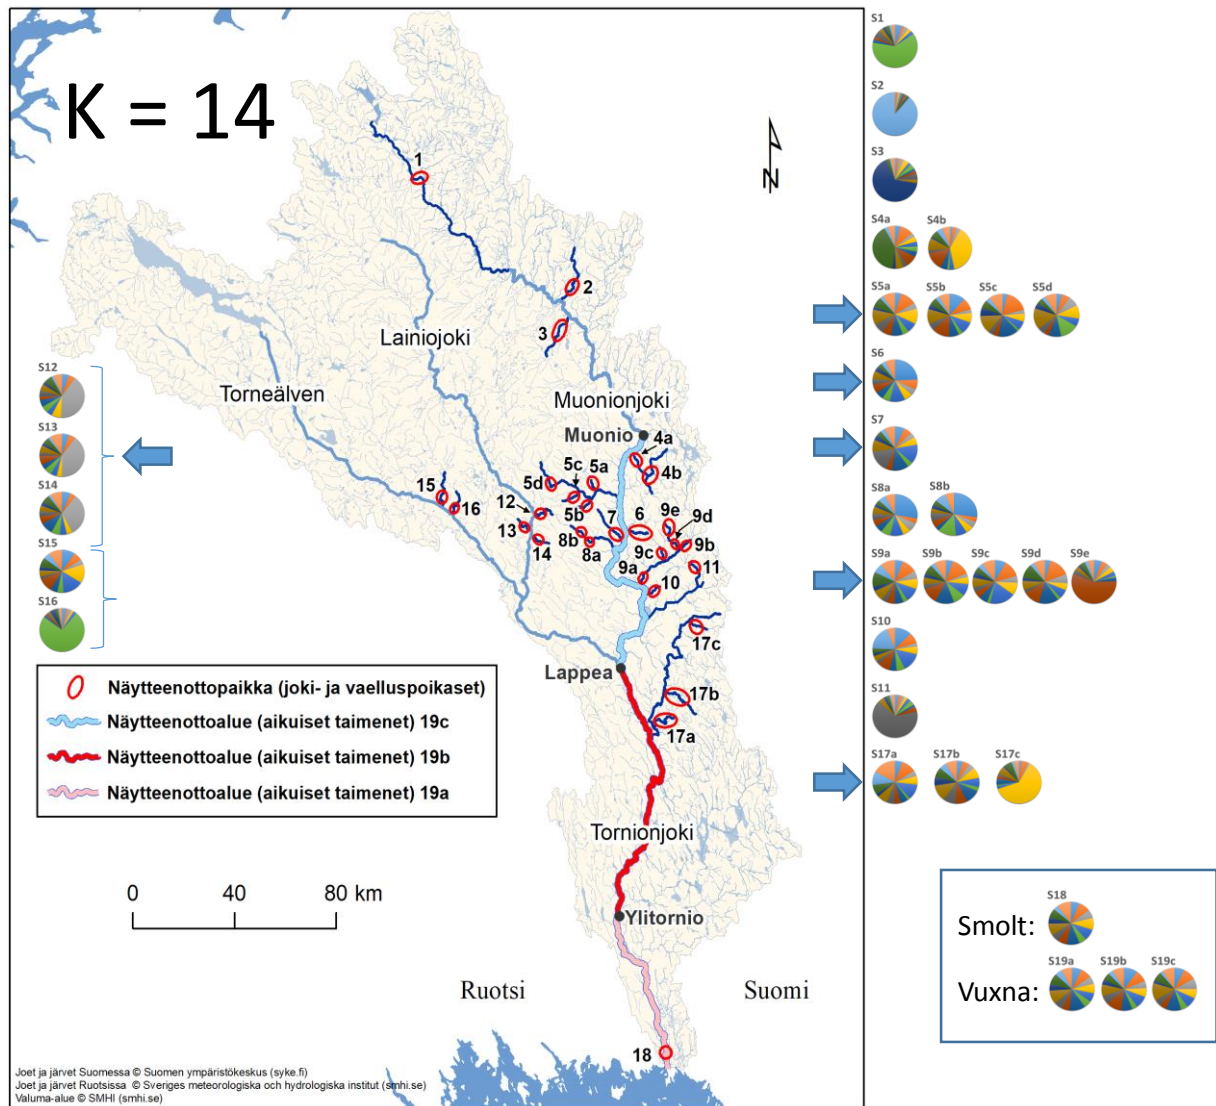 K = 14
N
1
2
3
Lainiojoki
Torneälven
Muonionjoki
Muonio
4a
4b
5c
5a
5d
5b
15
16
12
13
14
8b
8a
7
6
9e
9d
9b
9c
9a
11
10
17c
Lappea
17b
17a
Tornionjoki
Ylitornio
Ruotsi
Suomi
18
Näytteenottopaikka (joki- ja vaelluspoikaset)
Näytteenottoalue (aikuiset taimenet) 19c
Näytteenottoalue (aikuiset taimenet) 19b
Näytteenottoalue (aikuiset taimenet) 19a
0 40 80 km
Joet ja järvet Suomessa © Suomen ympäristökeskus (syke.fi)
Joet ja järvet Ruotsissa © Sveriges meteorologiska och hydrologiska institut (smhi.se)
Valuma-alue © SMHI (smhi.se)
S12
S13
S14
S15
S16
S1
S2
S3
S4a S4b
S5a S5b S5c S5d
S6
S7
S8a S8b
S9a S9b S9c S9d S9e
S10
S11
S17a S17b S17c
S18
Smolt:
S19a S19b S19c
Vuxna: